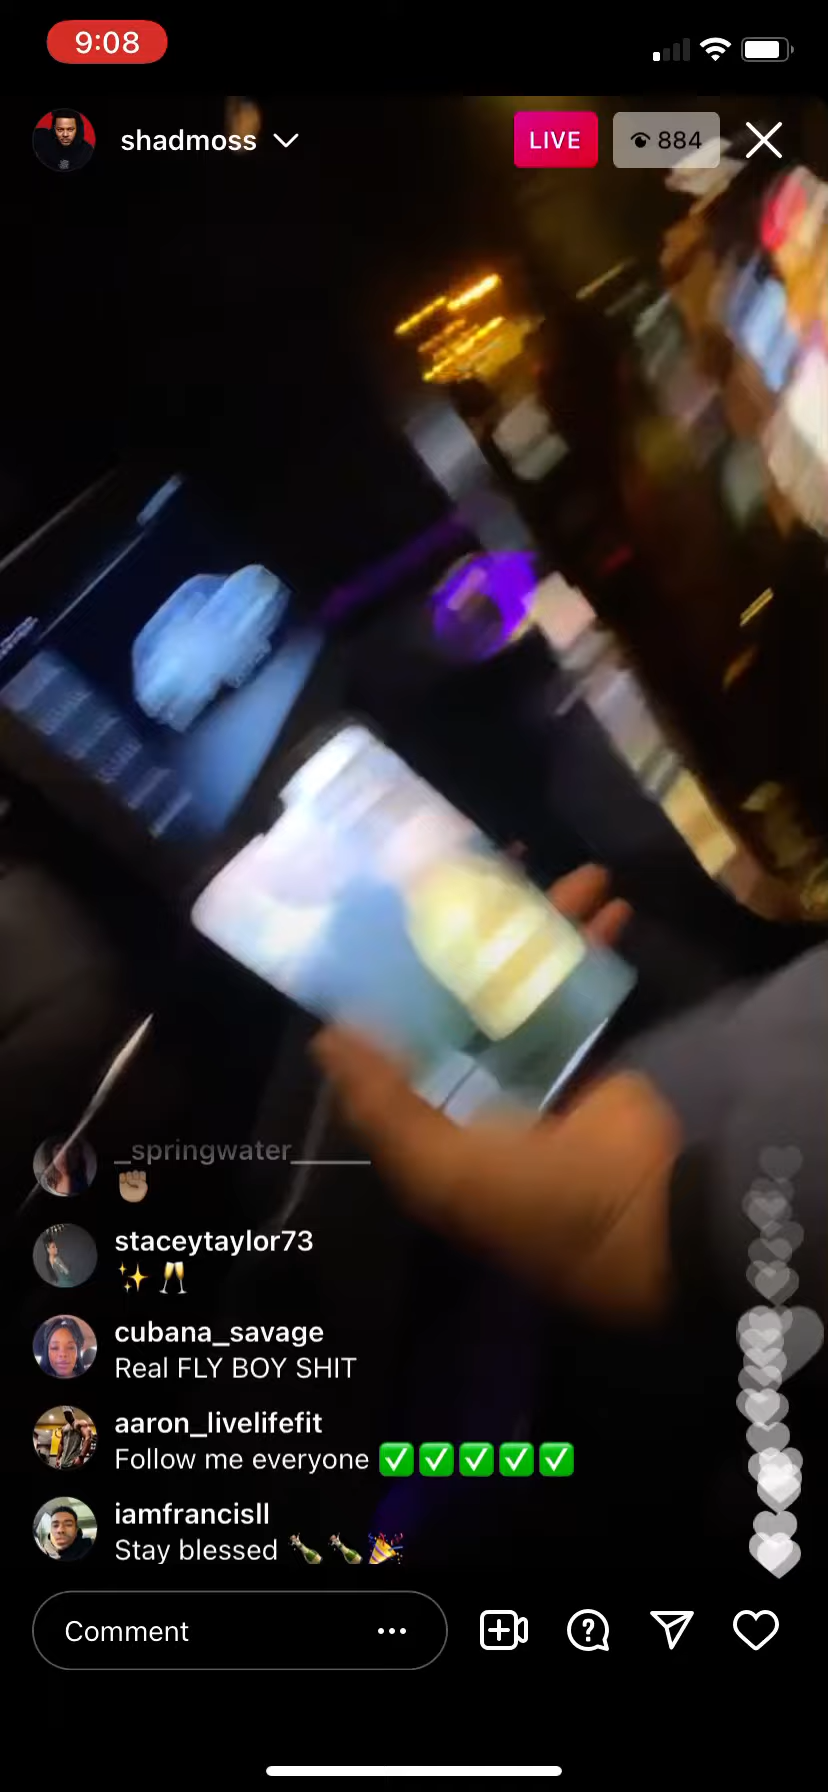 9:08
shadmoss
LIVE
884
_springwater_____
✊🏼
staceytaylor73
✨ 🥂
cubana_savage
Real FLY BOY SHIT
aaron_livelifefit
Follow me everyone ✅✅✅✅✅
iamfrancisll
Stay blessed 🍾🍾🎉
Comment